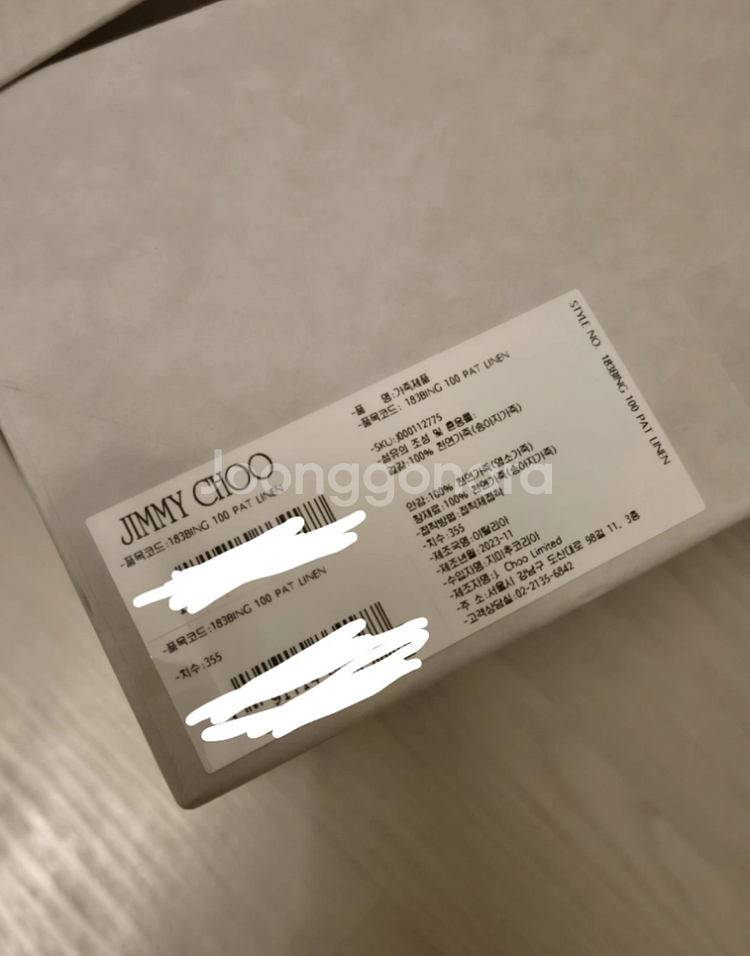 JIMMY CHOO
-품목코드:183BING 100 PAT LINEN
-품목코드:183BING 100 PAT LINEN
-치수:355
-품 명:가죽제품
-품목코드: 183BING 100 PAT LINEN
-SKU:J000112775
-섬유의 조성 및 혼용률:
겉감:100% 천연가죽(송아지가죽)
안감:100% 천연가죽(염소가죽)
창재료:100% 천연가죽(송아지가죽)
-접착방법:접착제접착
-치수:355
-제조국명:이탈리아
-제조년월:2023-11
-수입자명:지미추코리아
-제조자명:J. Choo Limited
-주 소:서울시 강남구 도산대로 98길 11, 3층
-고객상담실:02-2135-6842
STYLE NO. 183BING 100 PAT LINEN
Joonggonara